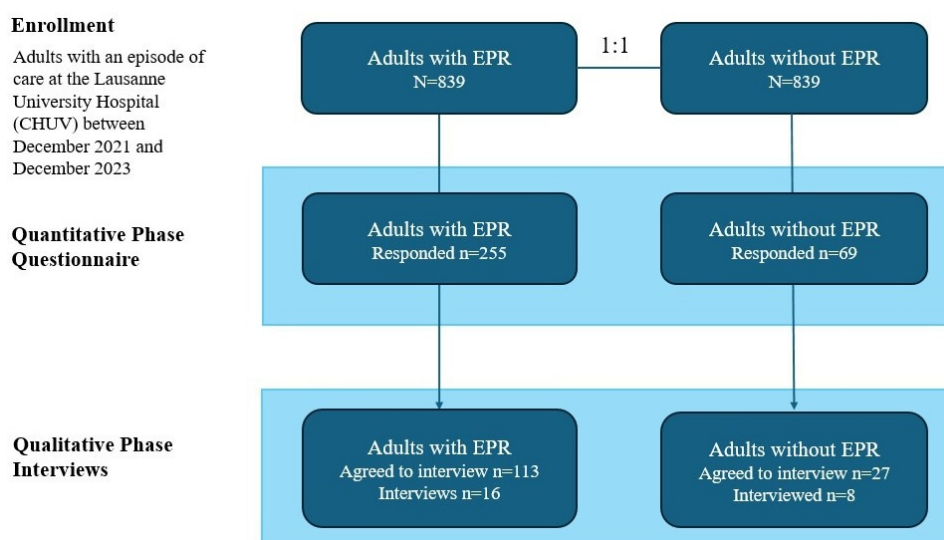 Enrollment
Adults with an episode of
care at the Lausanne
University Hospital
(CHUV) between
December 2021 and
December 2023
Adults with EPR
N=839
1:1
Adults without EPR
N=839
Quantitative Phase
Questionnaire
Adults with EPR
Responded n=255
Adults without EPR
Responded n=69
Qualitative Phase
Interviews
Adults with EPR
Agreed to interview n=113
Interviews n=16
Adults without EPR
Agreed to interview n=27
Interviewed n=8